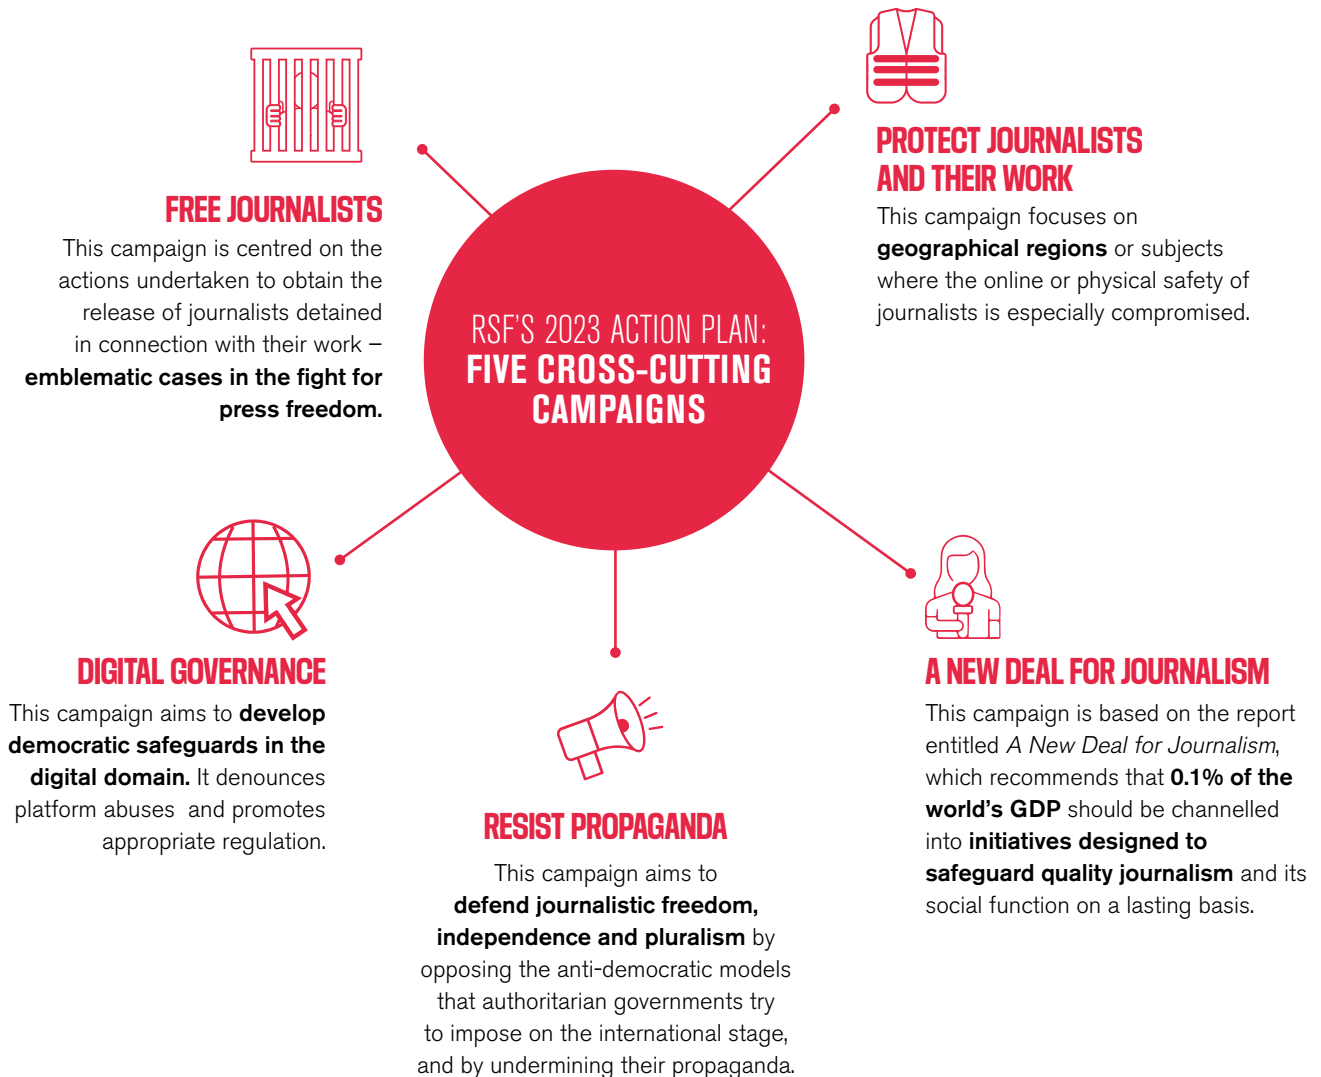 RSF'S 2023 ACTION PLAN:
FIVE CROSS-CUTTING
CAMPAIGNS
FREE JOURNALISTS
This campaign is centred on the
actions undertaken to obtain the
release of journalists detained
in connection with their work –
emblematic cases in the fight for
press freedom.
PROTECT JOURNALISTS
AND THEIR WORK
This campaign focuses on
geographical regions or subjects
where the online or physical safety of
journalists is especially compromised.
DIGITAL GOVERNANCE
This campaign aims to develop
democratic safeguards in the
digital domain. It denounces
platform abuses and promotes
appropriate regulation.
RESIST PROPAGANDA
This campaign aims to
defend journalistic freedom,
independence and pluralism by
opposing the anti-democratic models
that authoritarian governments try
to impose on the international stage,
and by undermining their propaganda.
A NEW DEAL FOR JOURNALISM
This campaign is based on the report
entitled A New Deal for Journalism,
which recommends that 0.1% of the
world's GDP should be channelled
into initiatives designed to
safeguard quality journalism and its
social function on a lasting basis.